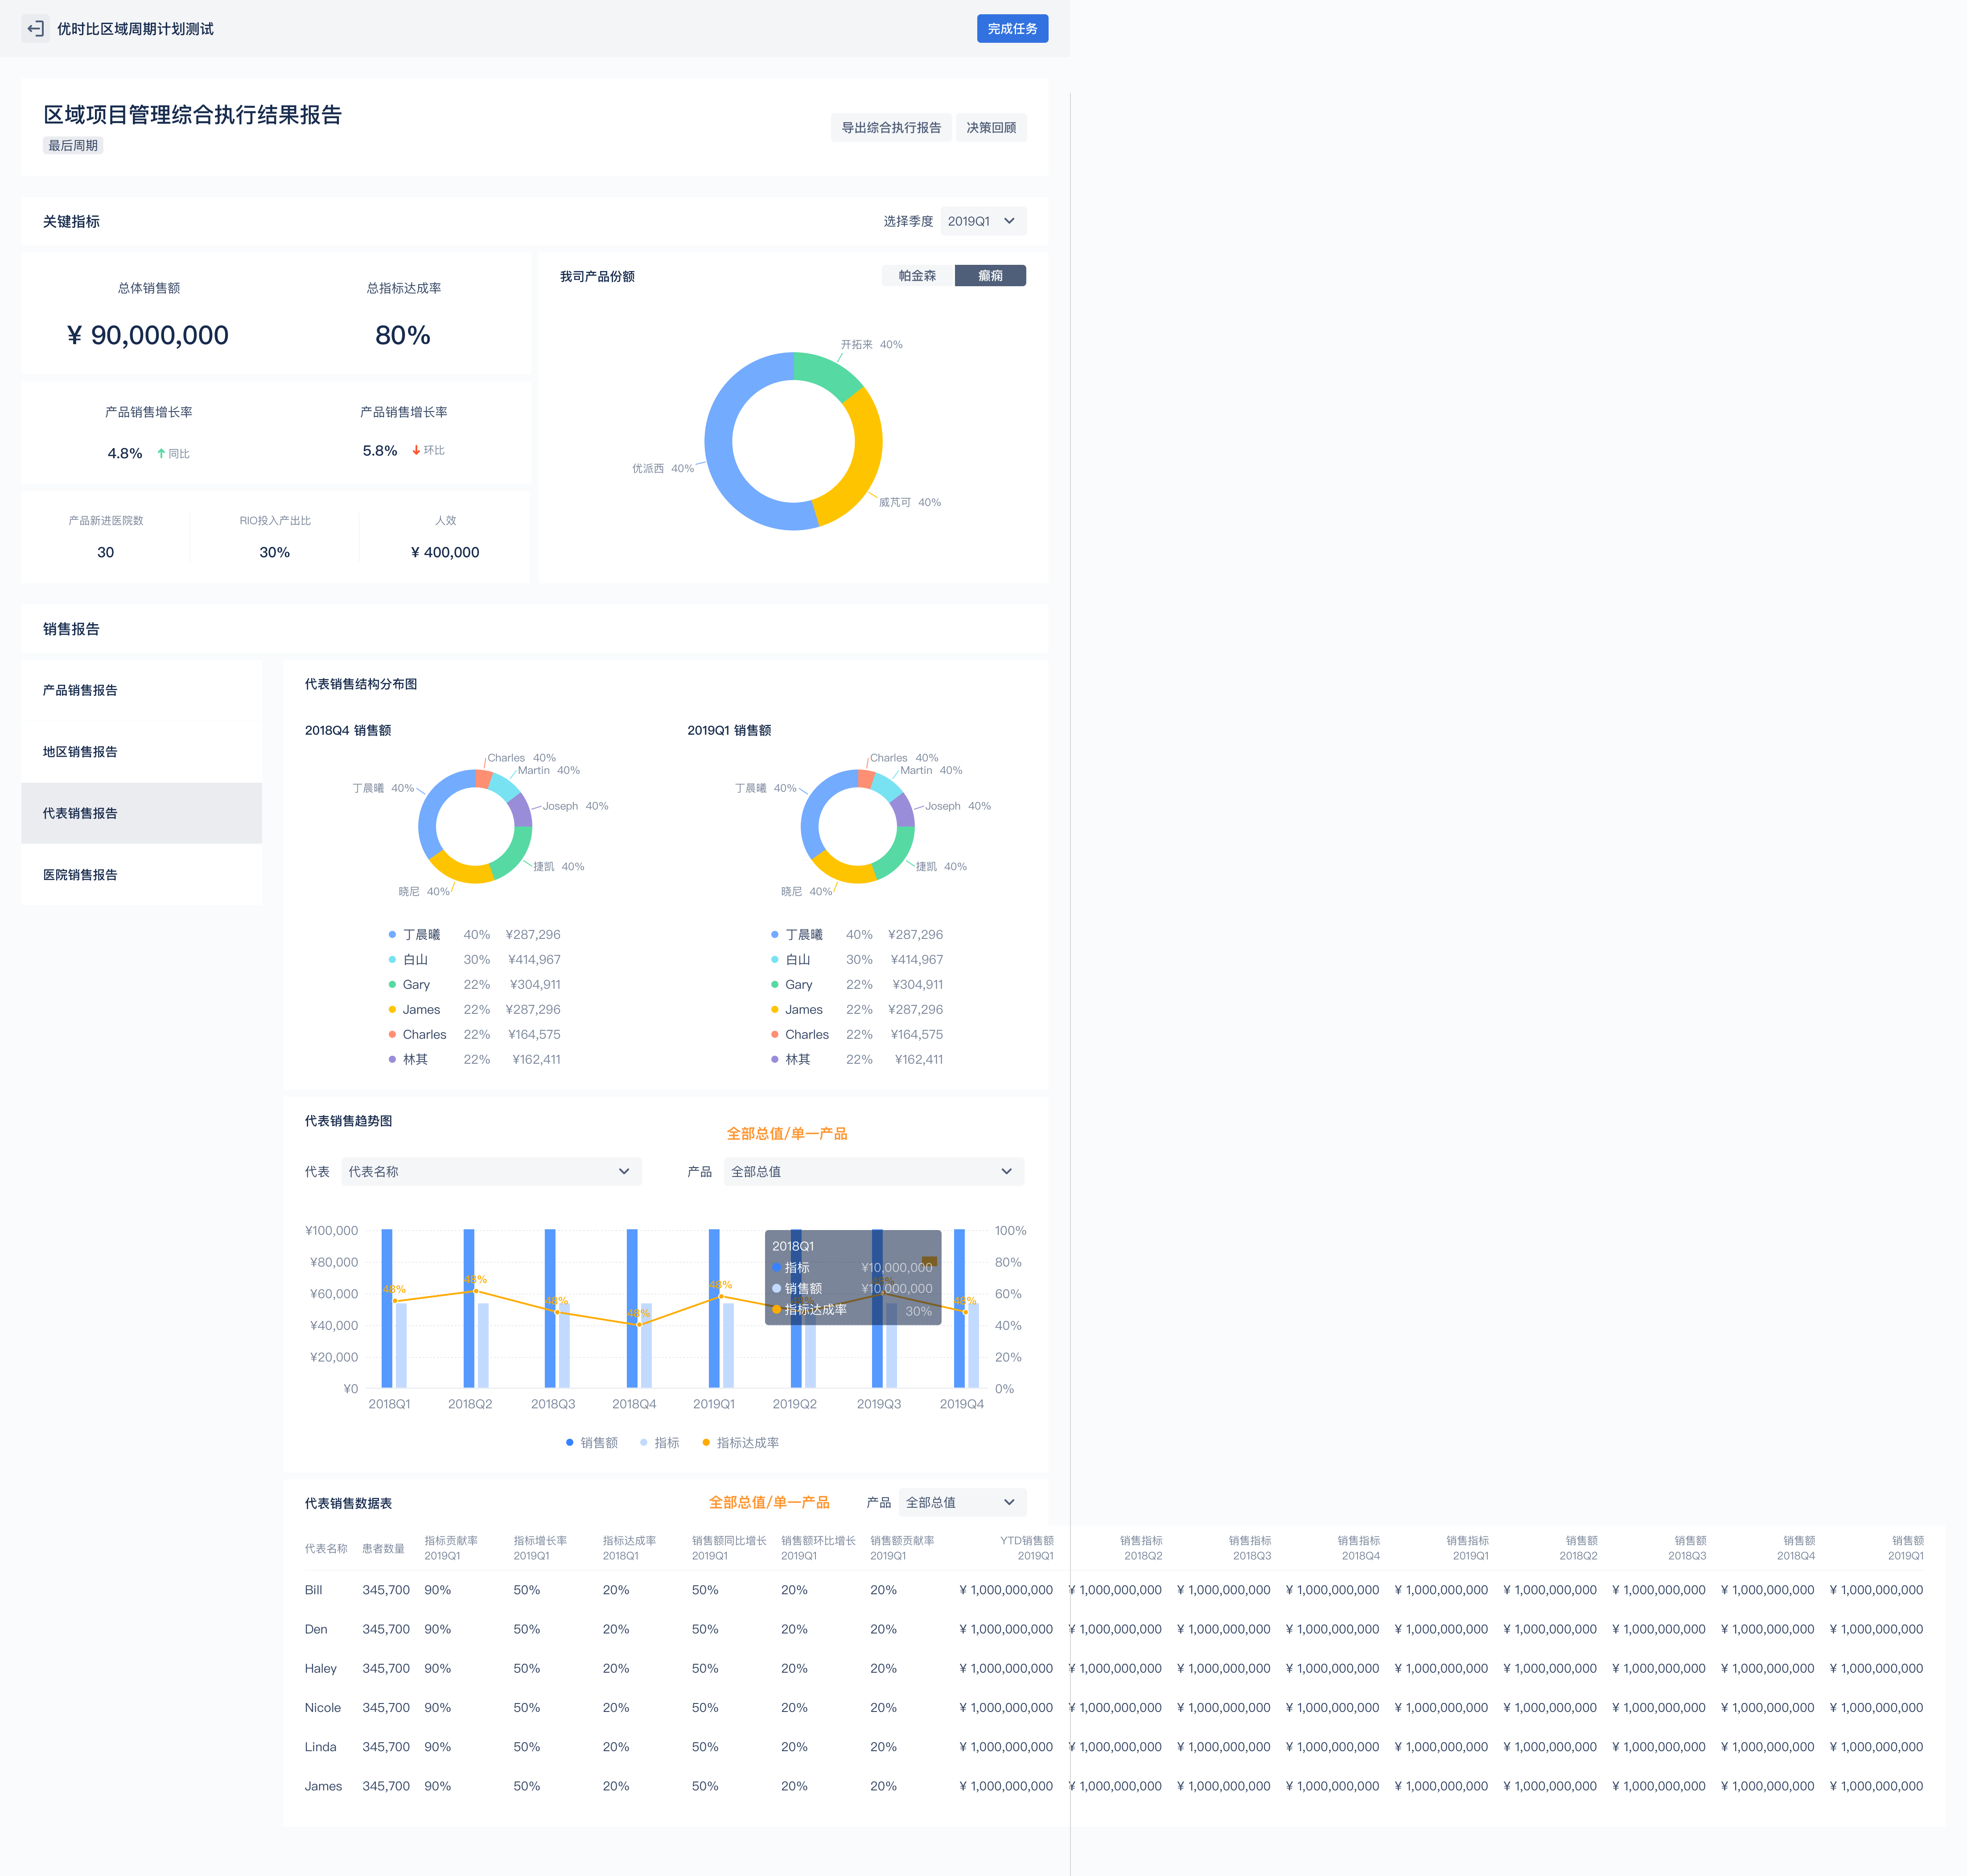 优时比区域周期计划测试
完成任务
区域项目管理综合执行结果报告
最后周期
导出综合执行报告 决策回顾
关键指标
选择季度 2019Q1
总体销售额 总指标达成率
¥ 90,000,000 80%
产品销售增长率 产品销售增长率
4.8% 同比 5.8% 环比
产品新进医院数 RIO投入产出比 人效
30 30% ¥ 400,000
我司产品份额
帕金森 癫痫
开拓来 40%
优派西 40%
威芃可 40%
销售报告
产品销售报告
地区销售报告
代表销售报告
医院销售报告
代表销售结构分布图
2018Q4 销售额
Charles 40%
Martin 40%
丁晨曦 40%
Joseph 40%
捷凯 40%
晓尼 40%
丁晨曦 40% ¥287,296
白山 30% ¥414,967
Gary 22% ¥304,911
James 22% ¥287,296
Charles 22% ¥164,575
林其 22% ¥162,411
2019Q1 销售额
Charles 40%
Martin 40%
丁晨曦 40%
Joseph 40%
捷凯 40%
晓尼 40%
丁晨曦 40% ¥287,296
白山 30% ¥414,967
Gary 22% ¥304,911
James 22% ¥287,296
Charles 22% ¥164,575
林其 22% ¥162,411
代表销售趋势图
全部总值/单一产品
代表 代表名称 产品 全部总值
¥100,000 100%
¥80,000 80%
¥60,000 60%
¥40,000 40%
¥20,000 20%
¥0 0%
48% 48% 48% 48% 48% 48%
2018Q1
指标 ¥10,000,000
销售额 ¥10,000,000
指标达成率 30%
2018Q1 2018Q2 2018Q3 2018Q4 2019Q1 2019Q2 2019Q3 2019Q4
销售额 指标 指标达成率
代表销售数据表
全部总值/单一产品
产品 全部总值
代表名称 患者数量 指标贡献率 指标增长率 指标达成率 销售额同比增长 销售额环比增长 销售额贡献率 YTD销售额 销售指标 销售指标 销售指标 销售指标 销售额 销售额 销售额 销售额
2019Q1 2019Q1 2018Q1 2019Q1 2019Q1 2019Q1 2019Q1 2018Q2 2018Q3 2018Q4 2019Q1 2018Q2 2018Q3 2018Q4 2019Q1
Bill 345,700 90% 50% 20% 50% 20% 20% ¥ 1,000,000,000 ¥ 1,000,000,000 ¥ 1,000,000,000 ¥ 1,000,000,000 ¥ 1,000,000,000 ¥ 1,000,000,000 ¥ 1,000,000,000 ¥ 1,000,000,000 ¥ 1,000,000,000
Den 345,700 90% 50% 20% 50% 20% 20% ¥ 1,000,000,000 ¥ 1,000,000,000 ¥ 1,000,000,000 ¥ 1,000,000,000 ¥ 1,000,000,000 ¥ 1,000,000,000 ¥ 1,000,000,000 ¥ 1,000,000,000 ¥ 1,000,000,000
Haley 345,700 90% 50% 20% 50% 20% 20% ¥ 1,000,000,000 ¥ 1,000,000,000 ¥ 1,000,000,000 ¥ 1,000,000,000 ¥ 1,000,000,000 ¥ 1,000,000,000 ¥ 1,000,000,000 ¥ 1,000,000,000 ¥ 1,000,000,000
Nicole 345,700 90% 50% 20% 50% 20% 20% ¥ 1,000,000,000 ¥ 1,000,000,000 ¥ 1,000,000,000 ¥ 1,000,000,000 ¥ 1,000,000,000 ¥ 1,000,000,000 ¥ 1,000,000,000 ¥ 1,000,000,000 ¥ 1,000,000,000
Linda 345,700 90% 50% 20% 50% 20% 20% ¥ 1,000,000,000 ¥ 1,000,000,000 ¥ 1,000,000,000 ¥ 1,000,000,000 ¥ 1,000,000,000 ¥ 1,000,000,000 ¥ 1,000,000,000 ¥ 1,000,000,000 ¥ 1,000,000,000
James 345,700 90% 50% 20% 50% 20% 20% ¥ 1,000,000,000 ¥ 1,000,000,000 ¥ 1,000,000,000 ¥ 1,000,000,000 ¥ 1,000,000,000 ¥ 1,000,000,000 ¥ 1,000,000,000 ¥ 1,000,000,000 ¥ 1,000,000,000